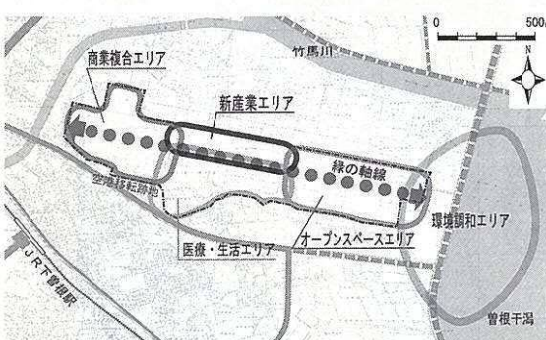 0 500
N
竹馬川
商業複合エリア
新産業エリア
緑の軸線
空港移転跡地
環境調和エリア
医療・生活エリア
オープンスペースエリア
JR下曽根駅
曽根干潟